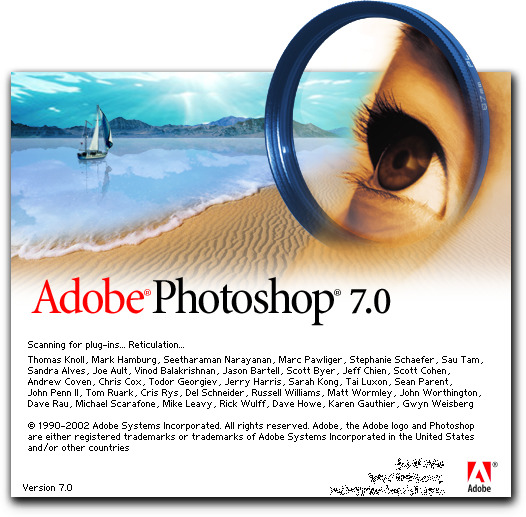 67mm PL
Adobe® Photoshop® 7.0
Scanning for plug-ins... Reticulation...
Thomas Knoll, Mark Hamburg, Seetharaman Narayanan, Marc Pawliger, Stephanie Schaefer, Sau Tam,
Sandra Alves, Joe Ault, Vinod Balakrishnan, Jason Bartell, Scott Byer, Jeff Chien, Scott Cohen,
Andrew Coven, Chris Cox, Todor Georgiev, Jerry Harris, Sarah Kong, Tai Luxon, Sean Parent,
John Penn II, Tom Ruark, Cris Rys, Del Schneider, Russell Williams, Matt Wormley, John Worthington,
Dave Rau, Michael Scarafone, Mike Leavy, Rick Wulff, Dave Howe, Karen Gauthier, Gwyn Weisberg
© 1990-2002 Adobe Systems Incorporated. All rights reserved. Adobe, the Adobe logo and Photoshop
are either registered trademarks or trademarks of Adobe Systems Incorporated in the United States
and/or other countries
Version 7.0
Adobe®